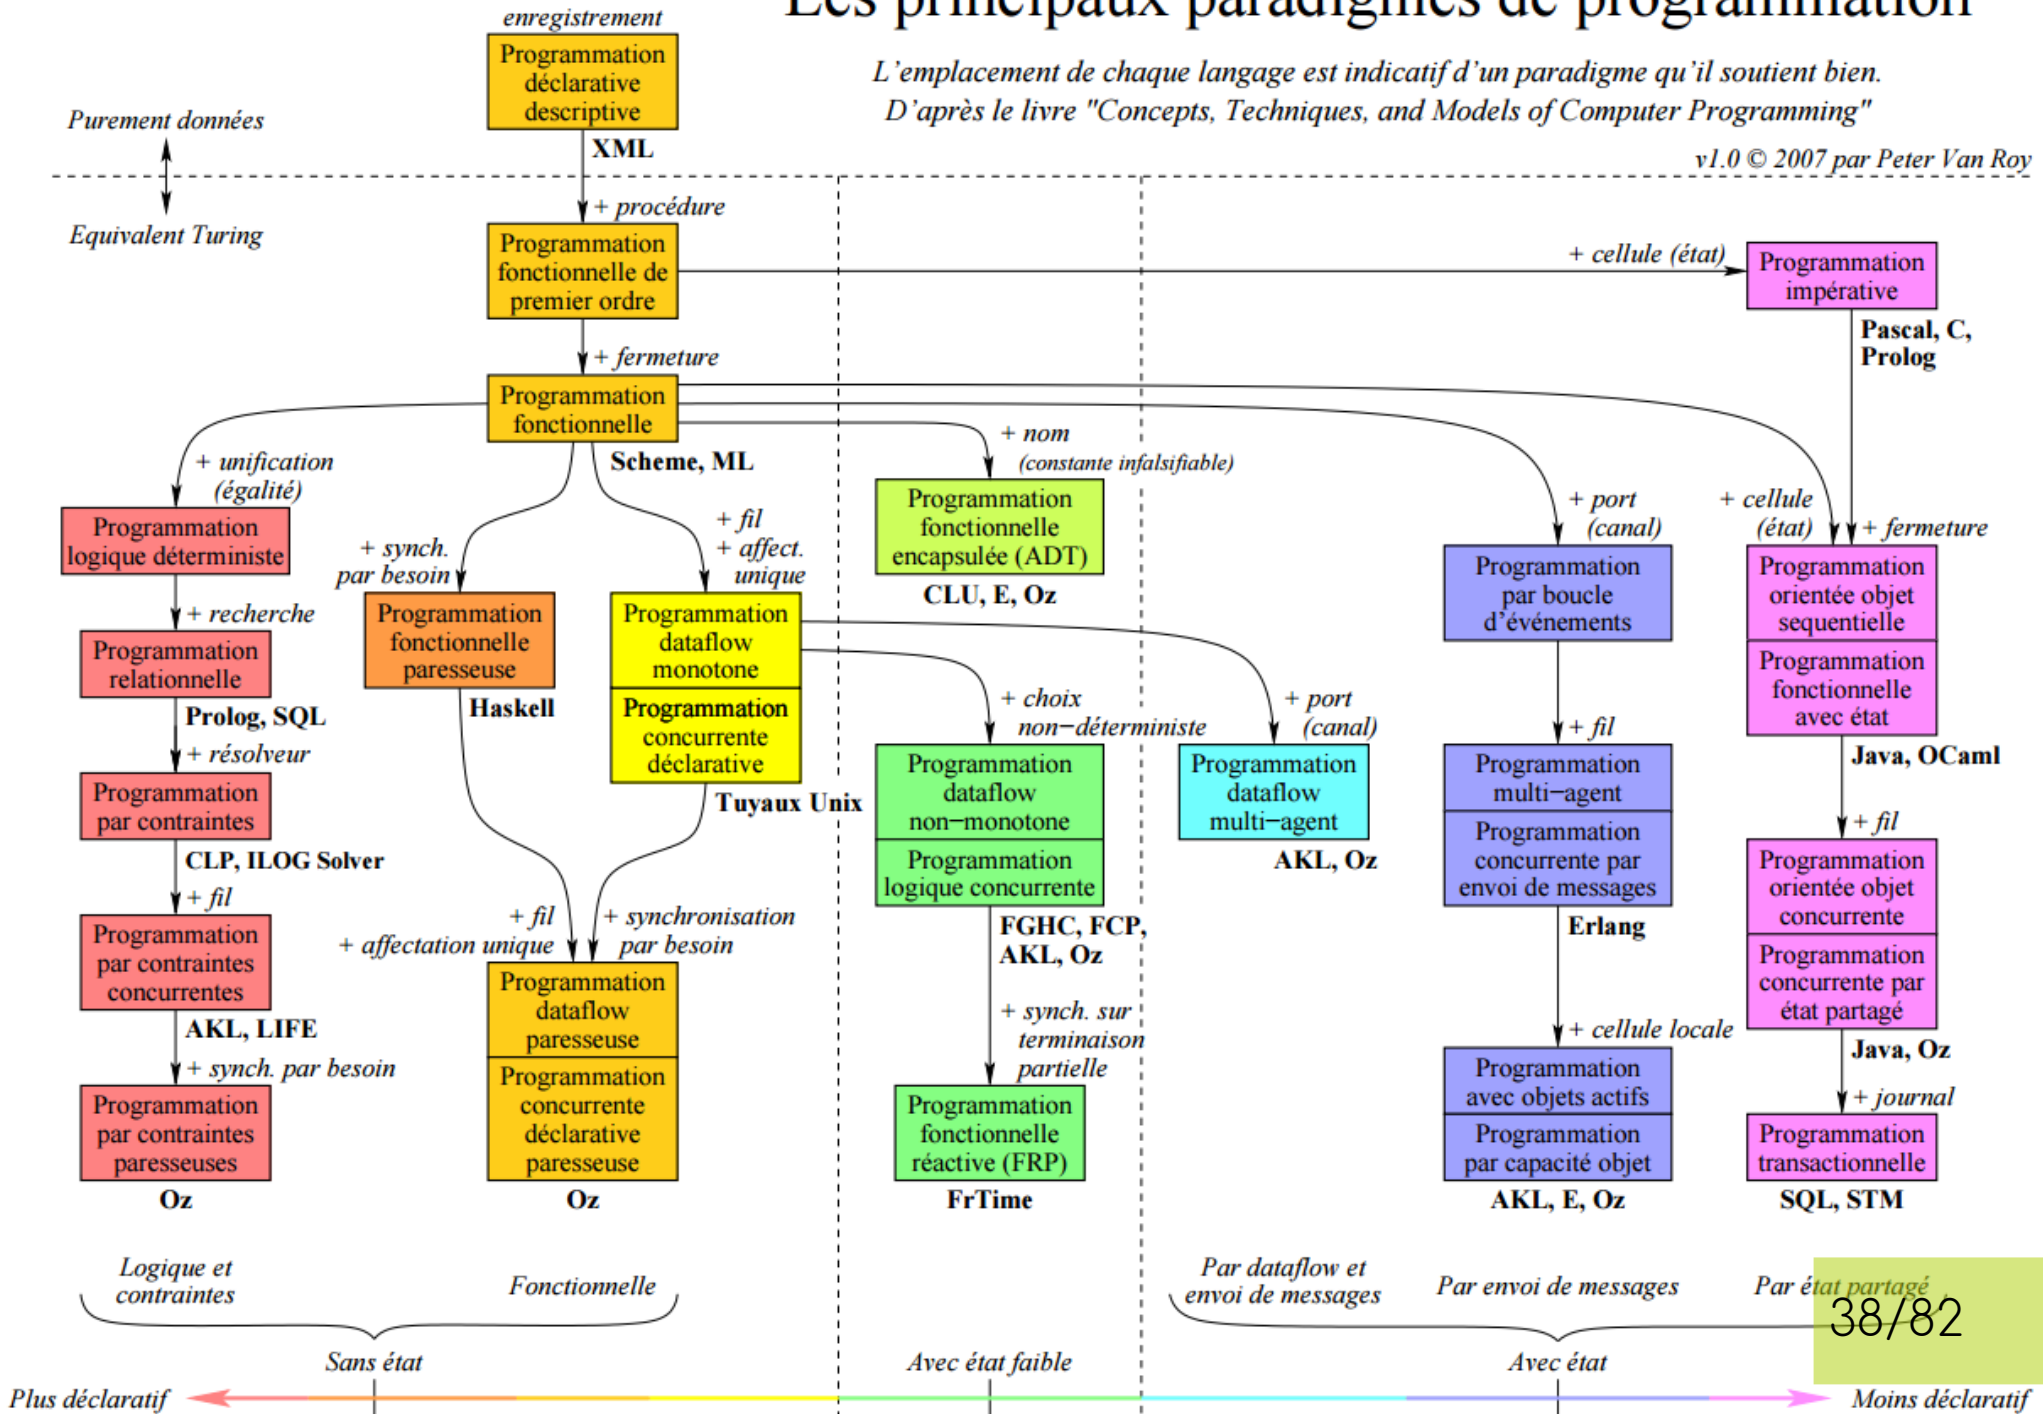 Les principaux paradigmes de programmation
L'emplacement de chaque langage est indicatif d'un paradigme qu'il soutient bien.
D'après le livre "Concepts, Techniques, and Models of Computer Programming"
v1.0 © 2007 par Peter Van Roy
enregistrement
Programmation
déclarative
descriptive
XML
Purement données
Equivalent Turing
+ procédure
Programmation
fonctionnelle de
premier ordre
+ cellule (état)
Programmation
impérative
Pascal, C,
Prolog
+ fermeture
Programmation
fonctionnelle
Scheme, ML
+ unification
(égalité)
Programmation
logique déterministe
+ recherche
Programmation
relationnelle
Prolog, SQL
+ résolveur
Programmation
par contraintes
CLP, ILOG Solver
+ fil
Programmation
par contraintes
concurrentes
AKL, LIFE
+ synch. par besoin
Programmation
par contraintes
paresseuses
Oz
+ synch.
par besoin
Programmation
fonctionnelle
paresseuse
Haskell
+ fil
+ affect.
unique
Programmation
dataflow
monotone
Programmation
concurrente
déclarative
Tuyaux Unix
+ fil
+ affectation unique
+ synchronisation
par besoin
Programmation
dataflow
paresseuse
Programmation
concurrente
déclarative
paresseuse
Oz
+ nom
(constante infalsifiable)
Programmation
fonctionnelle
encapsulée (ADT)
CLU, E, Oz
+ choix
non−déterministe
Programmation
dataflow
non−monotone
Programmation
logique concurrente
FGHC, FCP,
AKL, Oz
+ synch. sur
terminaison
partielle
Programmation
fonctionnelle
réactive (FRP)
FrTime
+ port
(canal)
Programmation
dataflow
multi−agent
AKL, Oz
+ port
(canal)
Programmation
par boucle
d'événements
+ fil
Programmation
multi−agent
Programmation
concurrente par
envoi de messages
Erlang
+ cellule locale
Programmation
avec objets actifs
Programmation
par capacité objet
AKL, E, Oz
+ cellule
(état)
+ fermeture
Programmation
orientée objet
sequentielle
Programmation
fonctionnelle
avec état
Java, OCaml
+ fil
Programmation
orientée objet
concurrente
Programmation
concurrente par
état partagé
Java, Oz
+ journal
Programmation
transactionnelle
SQL, STM
Logique et
contraintes
Fonctionnelle
Par dataflow et
envoi de messages
Par envoi de messages
Par état partagé
38/82
Sans état
Avec état faible
Avec état
Plus déclaratif
Moins déclaratif